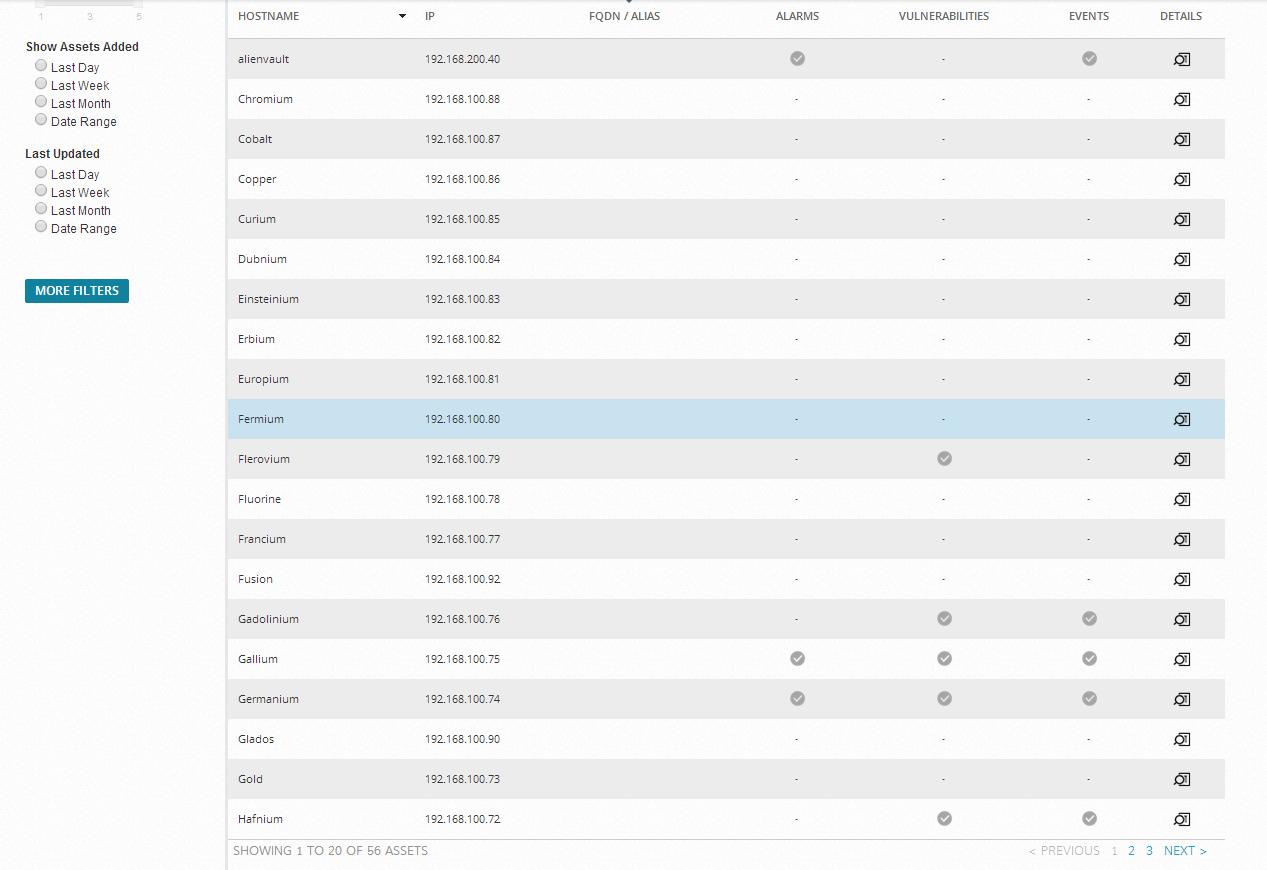 1 3 5
Show Assets Added
Last Day
Last Week
Last Month
Date Range
Last Updated
Last Day
Last Week
Last Month
Date Range
MORE FILTERS
HOSTNAME IP FQDN / ALIAS ALARMS VULNERABILITIES EVENTS DETAILS
alienvault 192.168.200.40 -
Chromium 192.168.100.88 - - -
Cobalt 192.168.100.87 - - -
Copper 192.168.100.86 - - -
Curium 192.168.100.85 - - -
Dubnium 192.168.100.84 - - -
Einsteinium 192.168.100.83 - - -
Erbium 192.168.100.82 - - -
Europium 192.168.100.81 - - -
Fermium 192.168.100.80 - - -
Flerovium 192.168.100.79 - -
Fluorine 192.168.100.78 - - -
Francium 192.168.100.77 - - -
Fusion 192.168.100.92 - - -
Gadolinium 192.168.100.76 -
Gallium 192.168.100.75
Germanium 192.168.100.74
Glados 192.168.100.90 - - -
Gold 192.168.100.73 - - -
Hafnium 192.168.100.72 -
SHOWING 1 TO 20 OF 56 ASSETS
< PREVIOUS 1 2 3 NEXT >